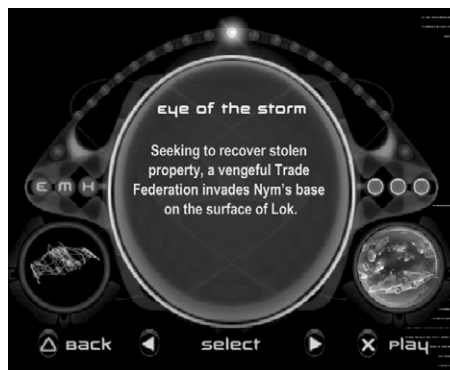 Eye of the storm
Seeking to recover stolen
property, a vengeful Trade
Federation invades Nym's base
on the surface of Lok.
E M H
Back
select
Play